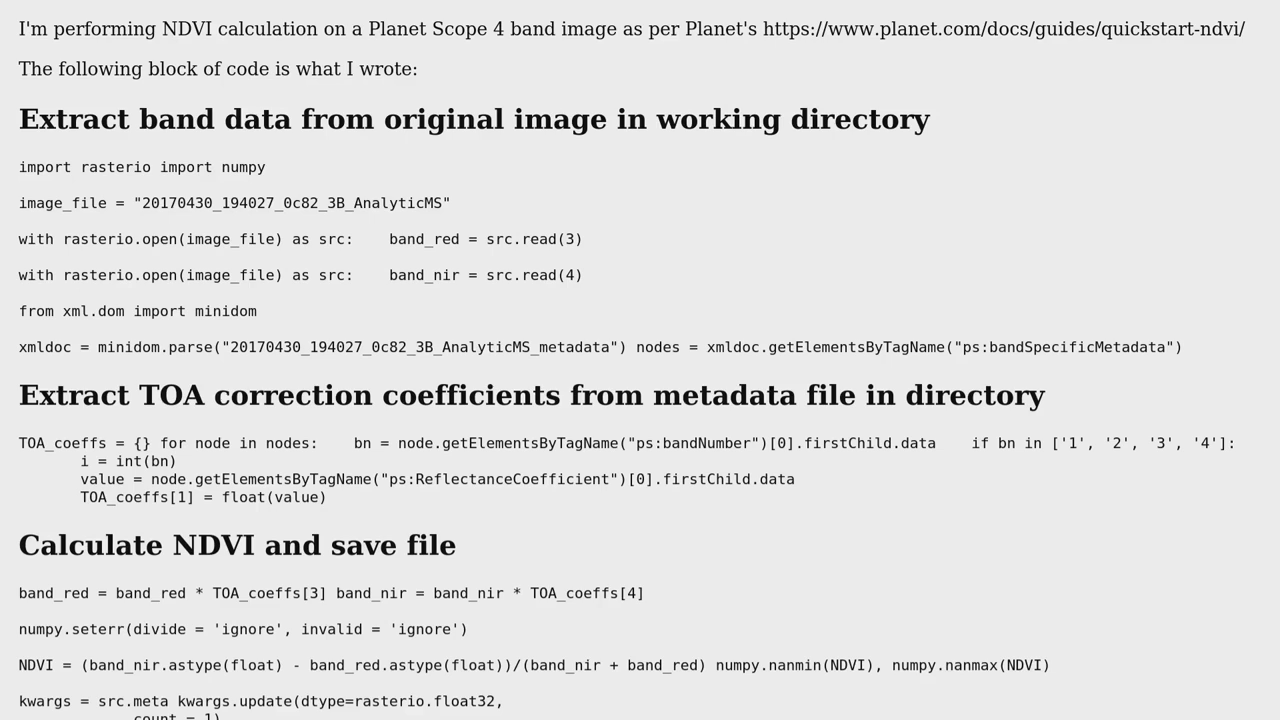 I'm performing NDVI calculation on a Planet Scope 4 band image as per Planet's https://www.planet.com/docs/guides/quickstart-ndvi/
The following block of code is what I wrote:
Extract band data from original image in working directory
import rasterio import numpy
image_file = "20170430_194027_0c82_3B_AnalyticMS"
with rasterio.open(image_file) as src:    band_red = src.read(3)
with rasterio.open(image_file) as src:    band_nir = src.read(4)
from xml.dom import minidom
xmldoc = minidom.parse("20170430_194027_0c82_3B_AnalyticMS_metadata") nodes = xmldoc.getElementsByTagName("ps:bandSpecificMetadata")
Extract TOA correction coefficients from metadata file in directory
TOA_coeffs = {} for node in nodes:    bn = node.getElementsByTagName("ps:bandNumber")[0].firstChild.data    if bn in ['1', '2', '3', '4']:
       i = int(bn)
       value = node.getElementsByTagName("ps:ReflectanceCoefficient")[0].firstChild.data
       TOA_coeffs[1] = float(value)
Calculate NDVI and save file
band_red = band_red * TOA_coeffs[3] band_nir = band_nir * TOA_coeffs[4]
numpy.seterr(divide = 'ignore', invalid = 'ignore')
NDVI = (band_nir.astype(float) - band_red.astype(float))/(band_nir + band_red) numpy.nanmin(NDVI), numpy.nanmax(NDVI)
kwargs = src.meta kwargs.update(dtype=rasterio.float32,
             count = 1)